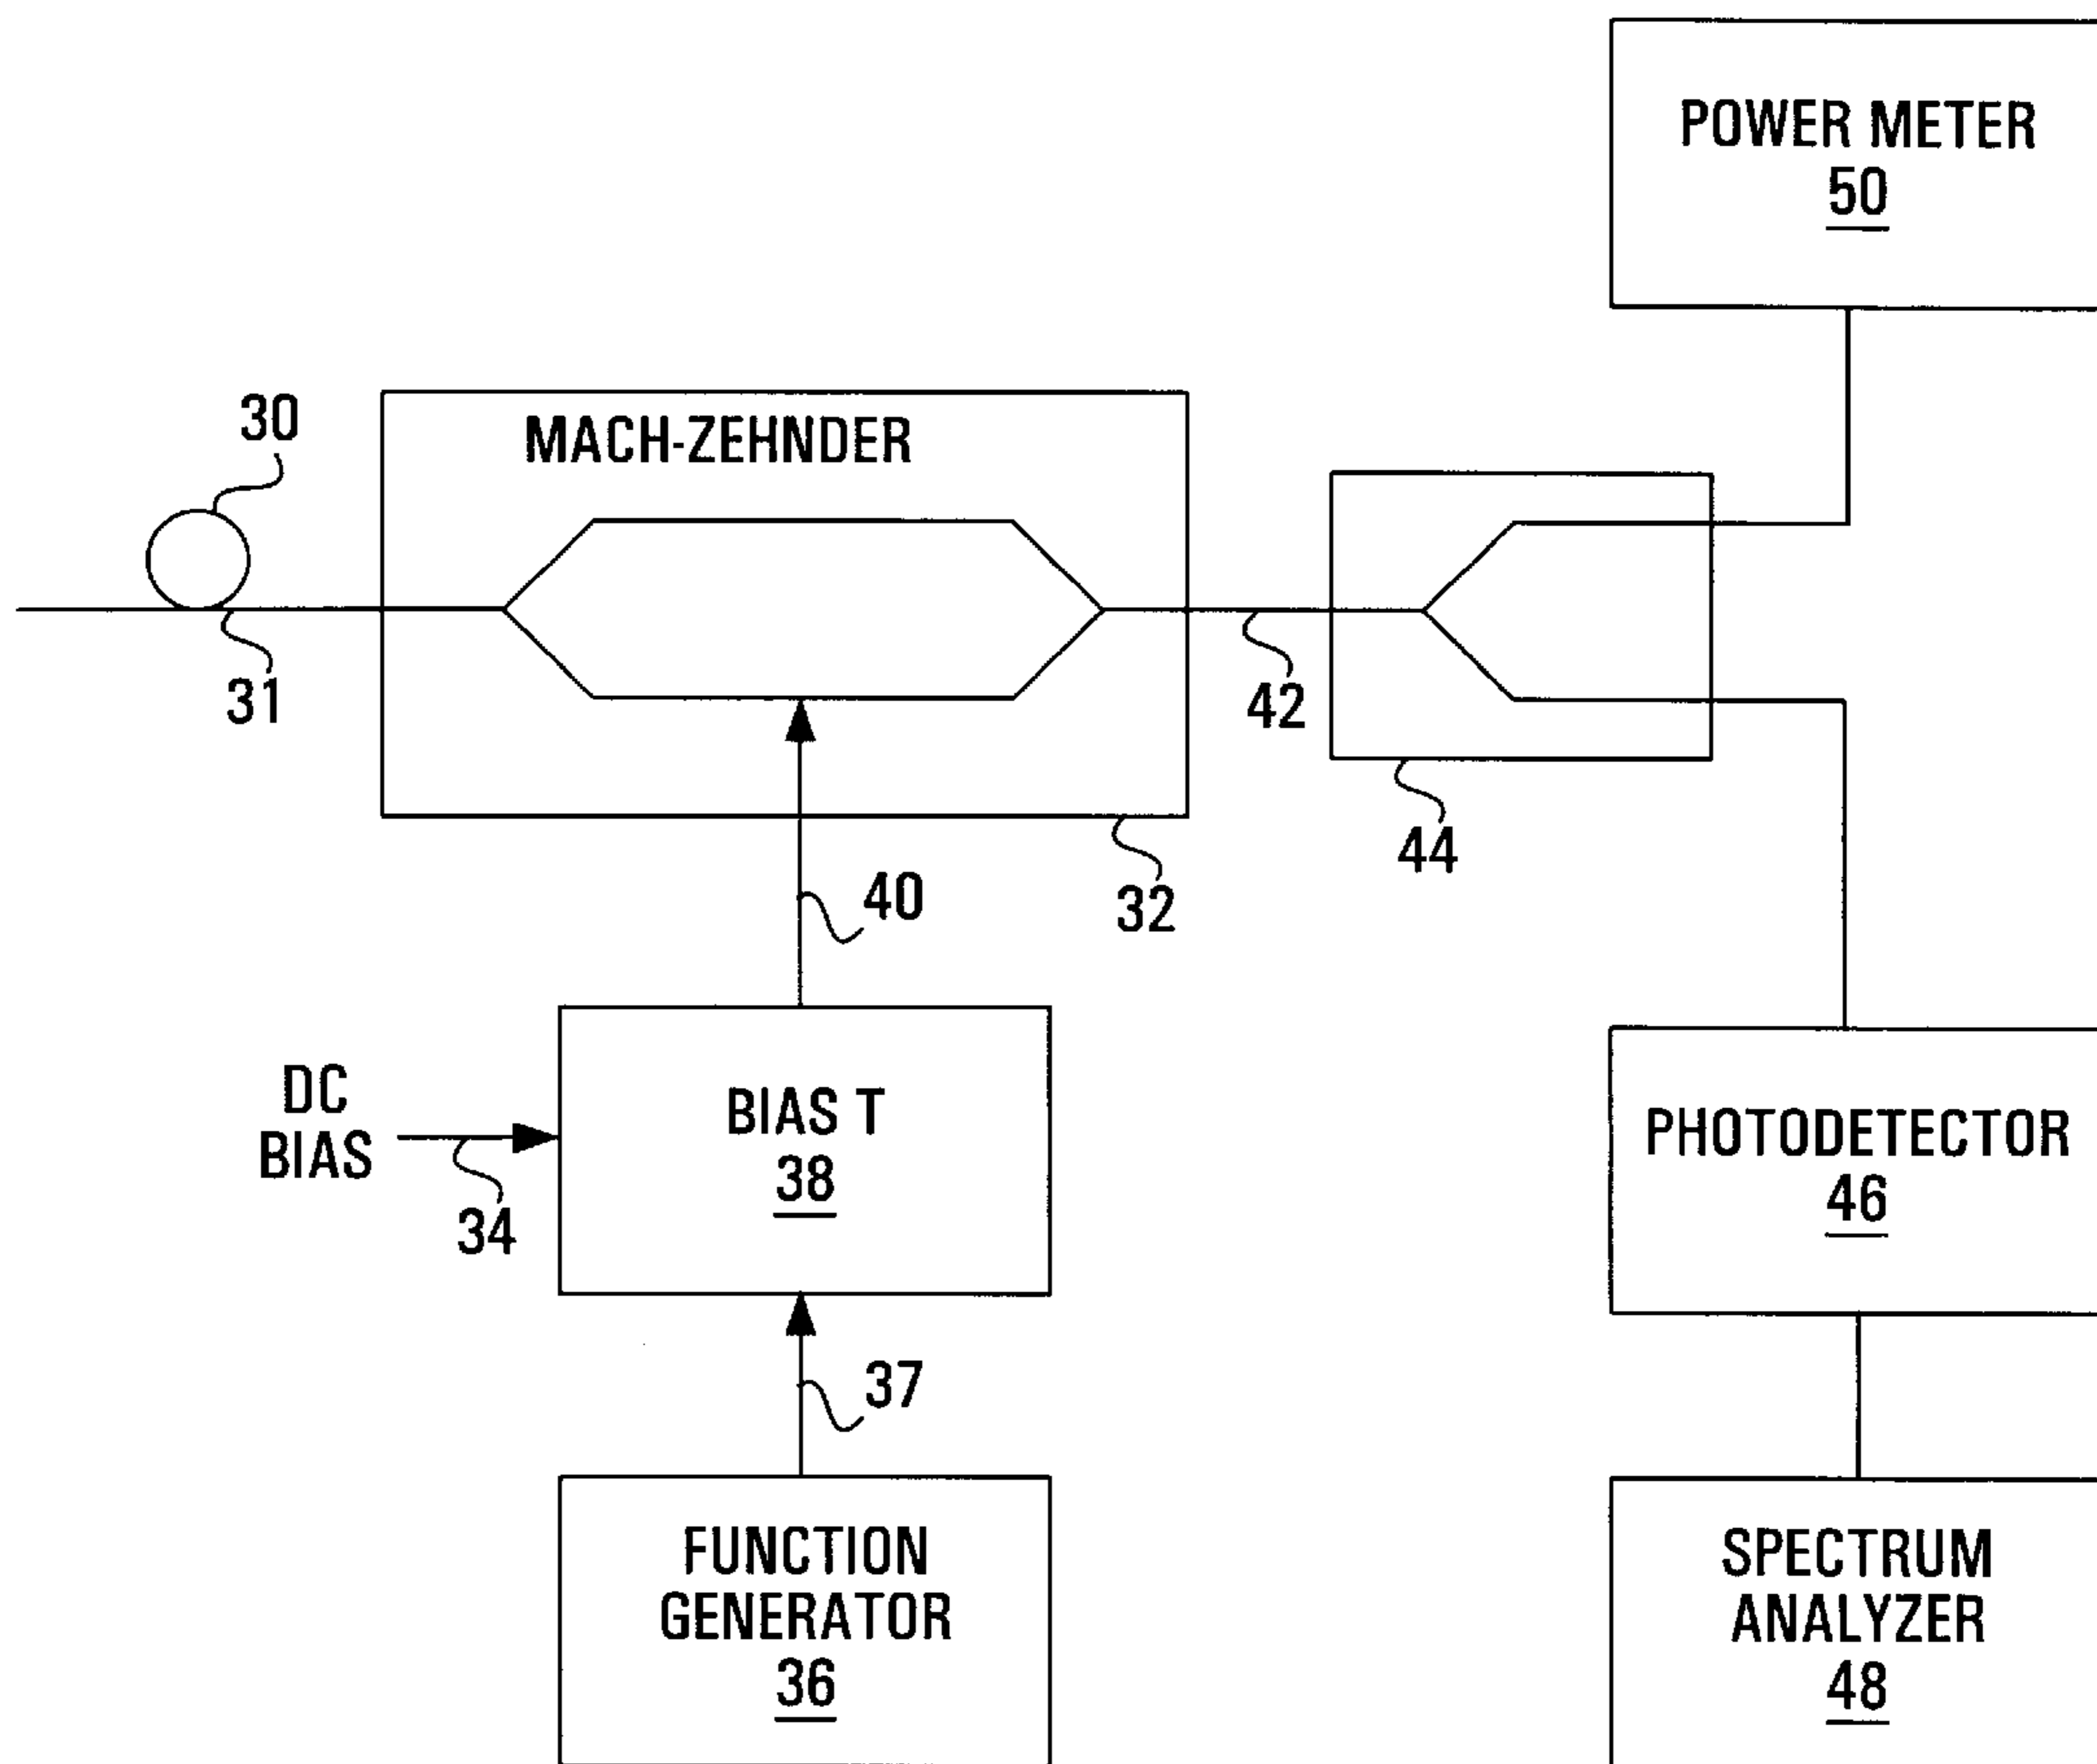 POWER METER
50
30
MACH-ZEHNDER
31
42
44
40
32
DC
BIAS
34
BIAS T
38
PHOTODETECTOR
46
37
FUNCTION
GENERATOR
36
SPECTRUM
ANALYZER
48